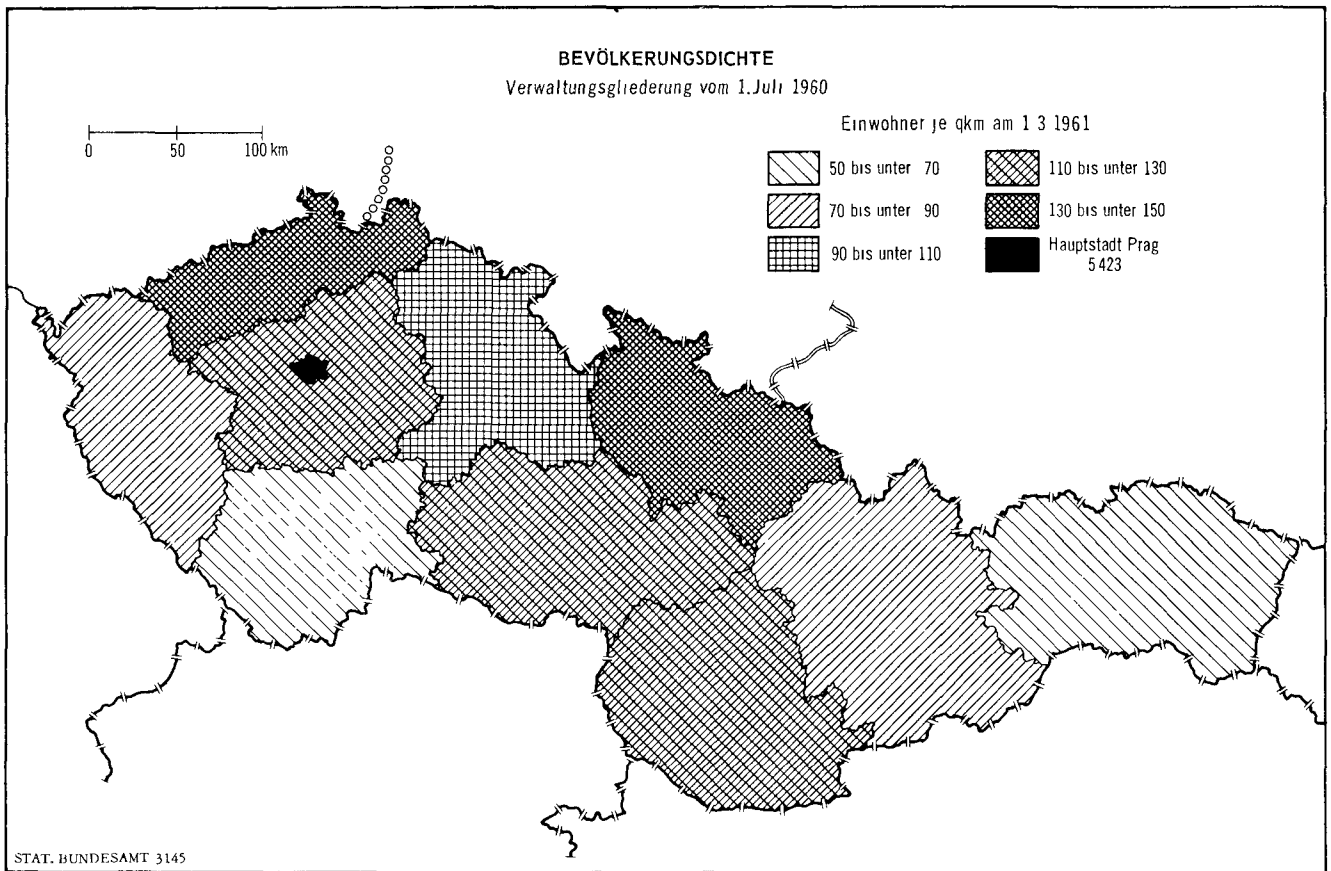 BEVÖLKERUNGSDICHTE
Verwaltungsgliederung vom 1. Juli 1960
0 50 100 km
Einwohner je qkm am 1 3 1961
50 bis unter 70
70 bis unter 90
90 bis unter 110
110 bis unter 130
130 bis unter 150
Hauptstadt Prag
5 423
STAT. BUNDESAMT 3145